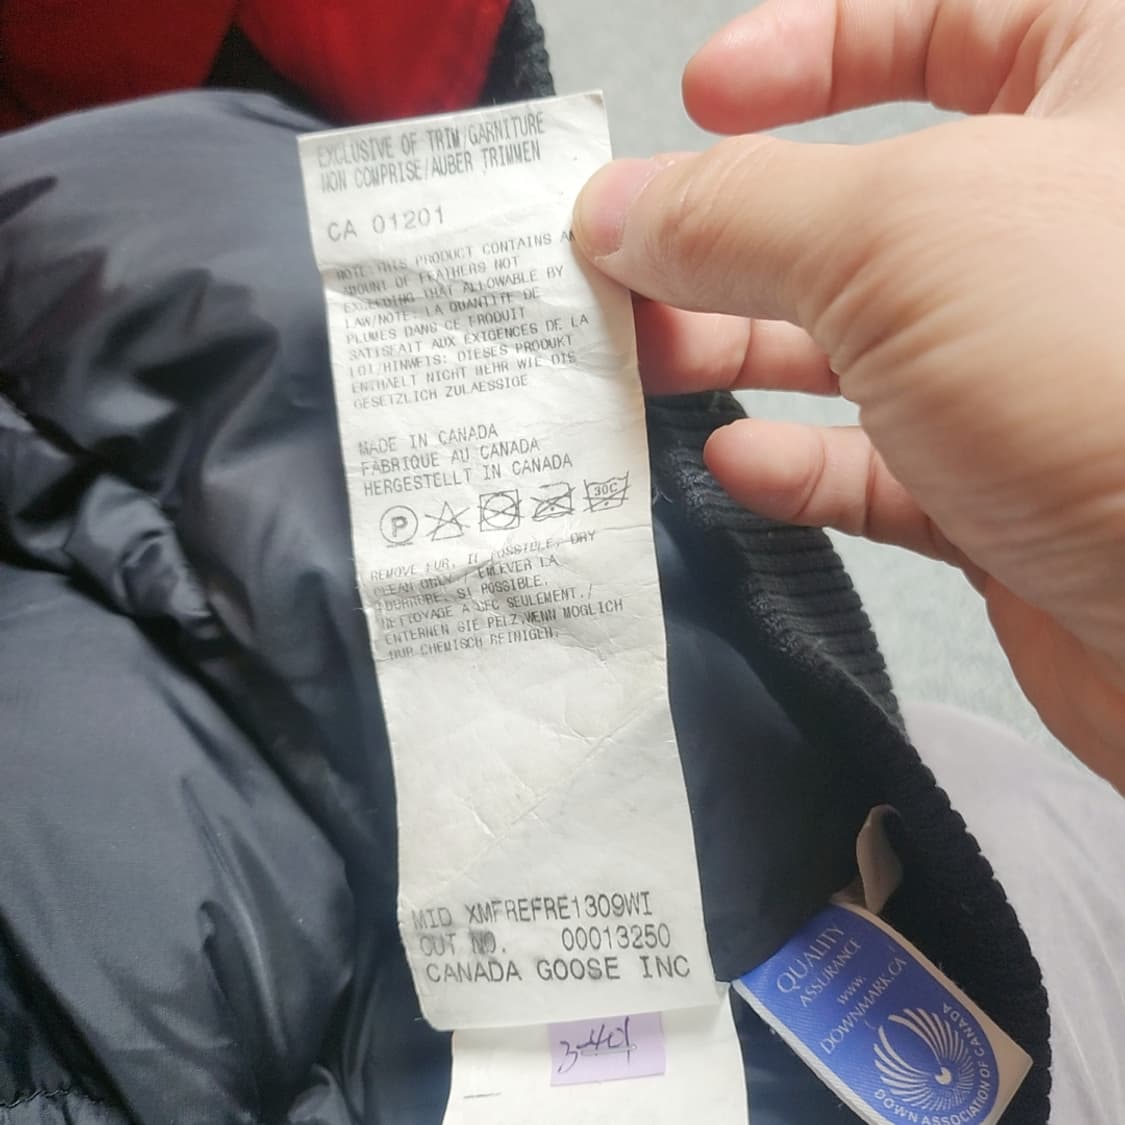 EXCLUSIVE OF TRIM/GARNITURE
NON COMPRISE/AUBER TRIMMEN
CA 01201
NOTE: THIS PRODUCT CONTAINS AN
AMOUNT OF FEATHERS NOT
EXCEEDING THAT ALLOWABLE BY
LAW/NOTE: LA QUANTITE DE
PLUMES DANS CE PRODUIT
SATISFAIT AUX EXIGENCES DE LA
LOI/HINWEIS: DIESES PRODUKT
ENTHAELT NICHT MEHR WIE DIE
GESETZLICH ZULAESSIGE
MADE IN CANADA
FABRIQUE AU CANADA
HERGESTELLT IN CANADA
P
30C
REMOVE FUR, IF POSSIBLE, DRY
CLEAN ONLY / ENLEVER LA
FOURRURE, SI POSSIBLE.
NETTOYAGE A SEC SEULEMENT./
ENTERNEN SIE PELZ,WENN MOGLICH
NUR CHEMISCH REINIGEN.
MID XMFREFRE1309WI
CUT NO. 00013250
CANADA GOOSE INC
3401
QUALITY
ASSURANCE
www.
DOWNMARK.CA
DOWN ASSOCIATION OF CANADA